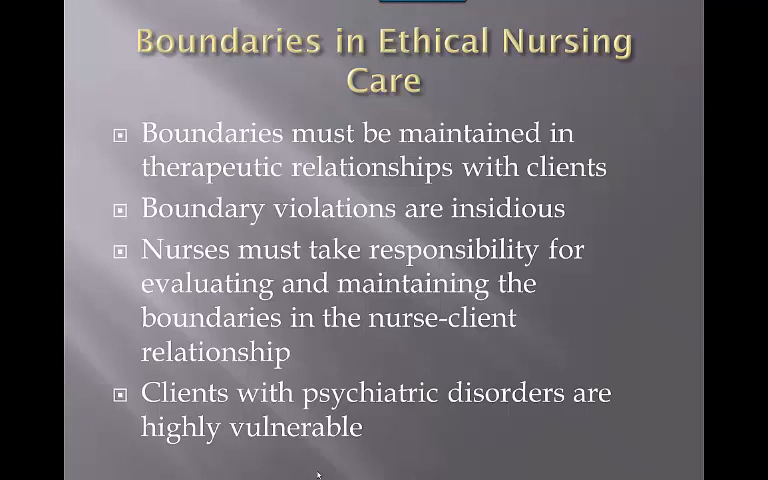 Boundaries in Ethical Nursing
Care
Boundaries must be maintained in
therapeutic relationships with clients
Boundary violations are insidious
Nurses must take responsibility for
evaluating and maintaining the
boundaries in the nurse-client
relationship
Clients with psychiatric disorders are
highly vulnerable